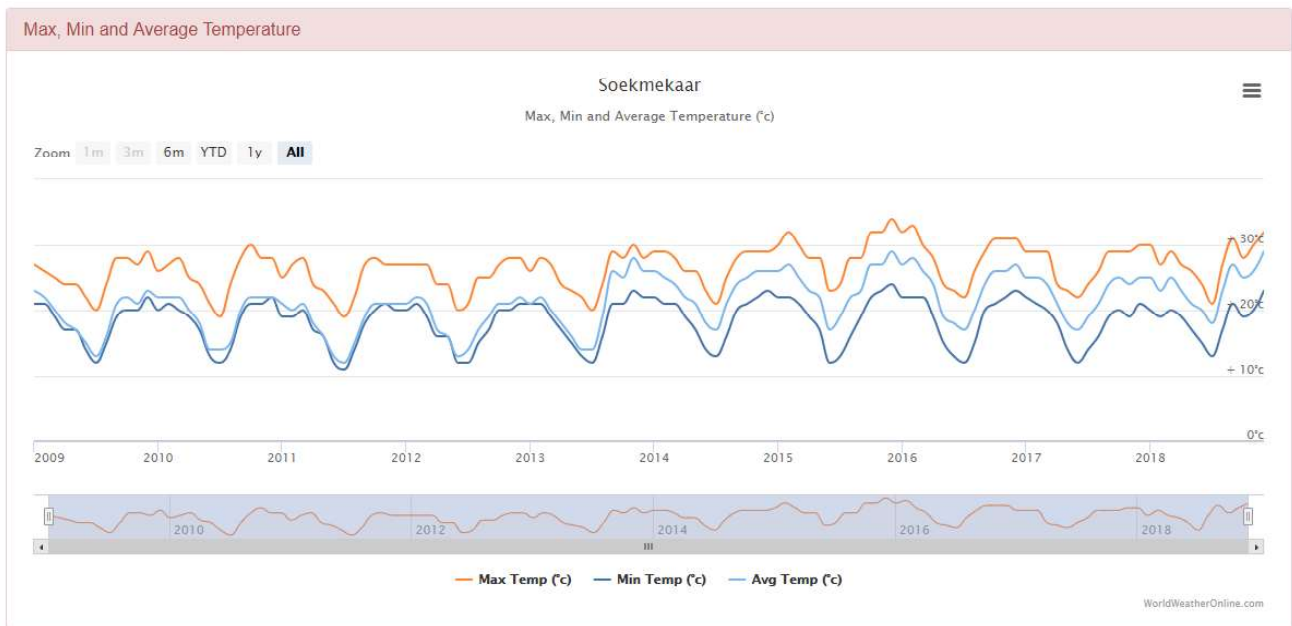 Max, Min and Average Temperature
Soekmekaar
Max, Min and Average Temperature (°c)
Zoom 1m 3m 6m YTD 1y All
+ 30°c
+ 20°c
+ 10°c
0°c
2009 2010 2011 2012 2013 2014 2015 2016 2017 2018
2010 2012 2014 2016 2018
Max Temp (°c) Min Temp (°c) Avg Temp (°c)
WorldWeatherOnline.com